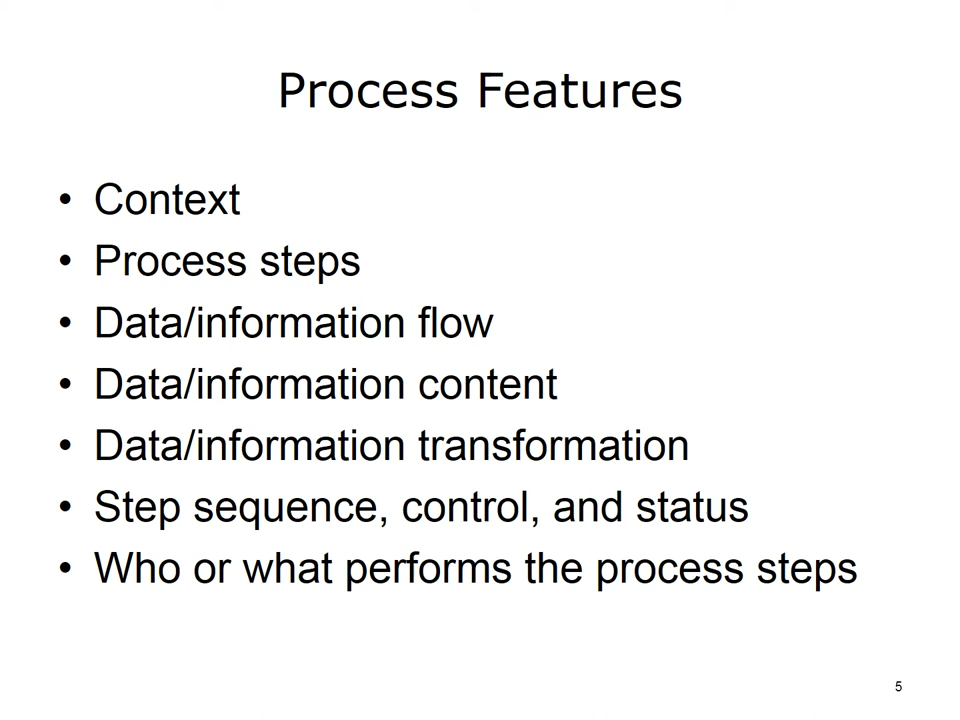 Process Features
• Context
• Process steps
• Data/information flow
• Data/information content
• Data/information transformation
• Step sequence, control, and status
• Who or what performs the process steps
5